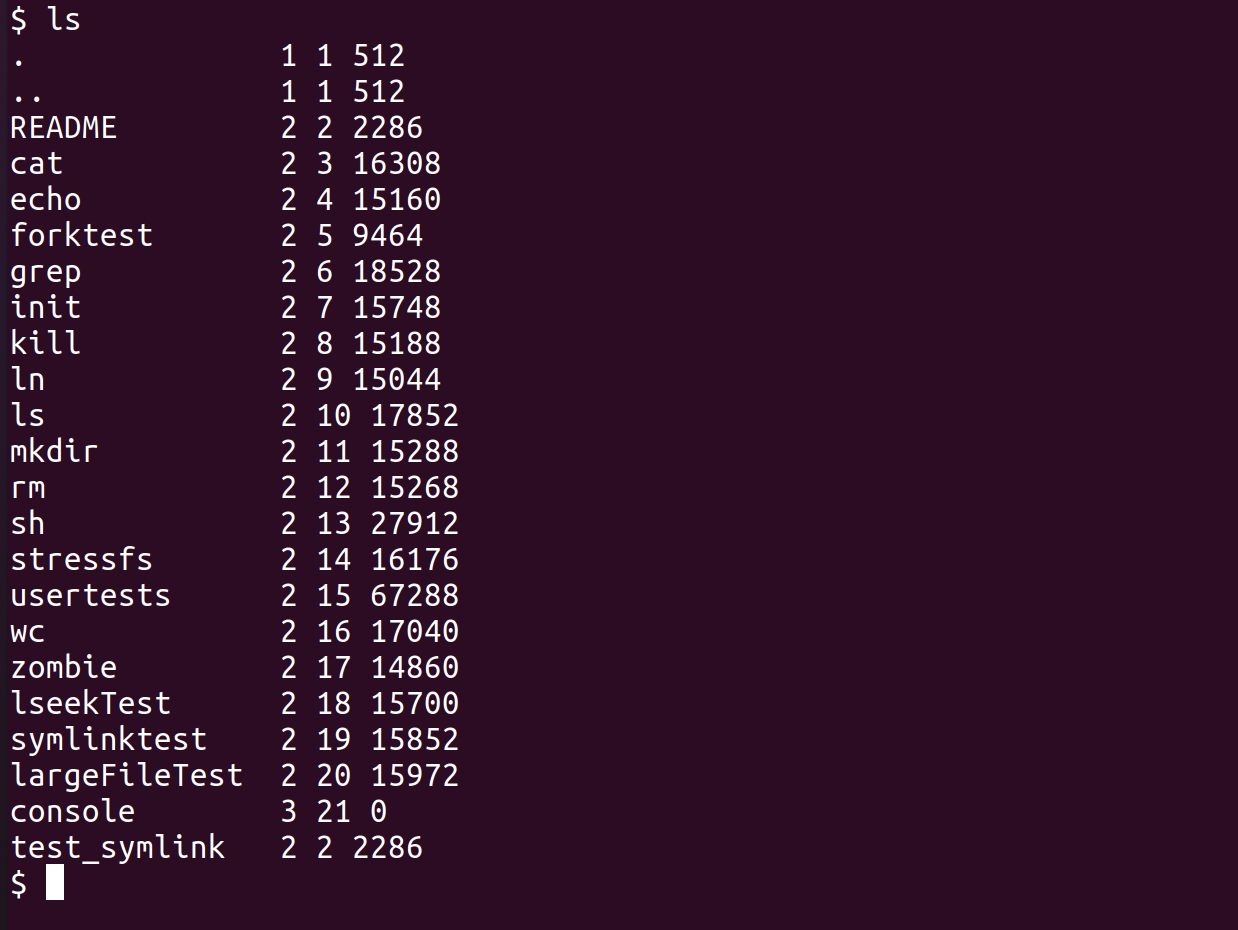 $ ls
.              1 1 512
..             1 1 512
README         2 2 2286
cat            2 3 16308
echo           2 4 15160
forktest       2 5 9464
grep           2 6 18528
init           2 7 15748
kill           2 8 15188
ln             2 9 15044
ls             2 10 17852
mkdir          2 11 15288
rm             2 12 15268
sh             2 13 27912
stressfs       2 14 16176
usertests      2 15 67288
wc             2 16 17040
zombie         2 17 14860
lseekTest      2 18 15700
symlinktest    2 19 15852
largeFileTest  2 20 15972
console        3 21 0
test_symlink   2 2 2286
$